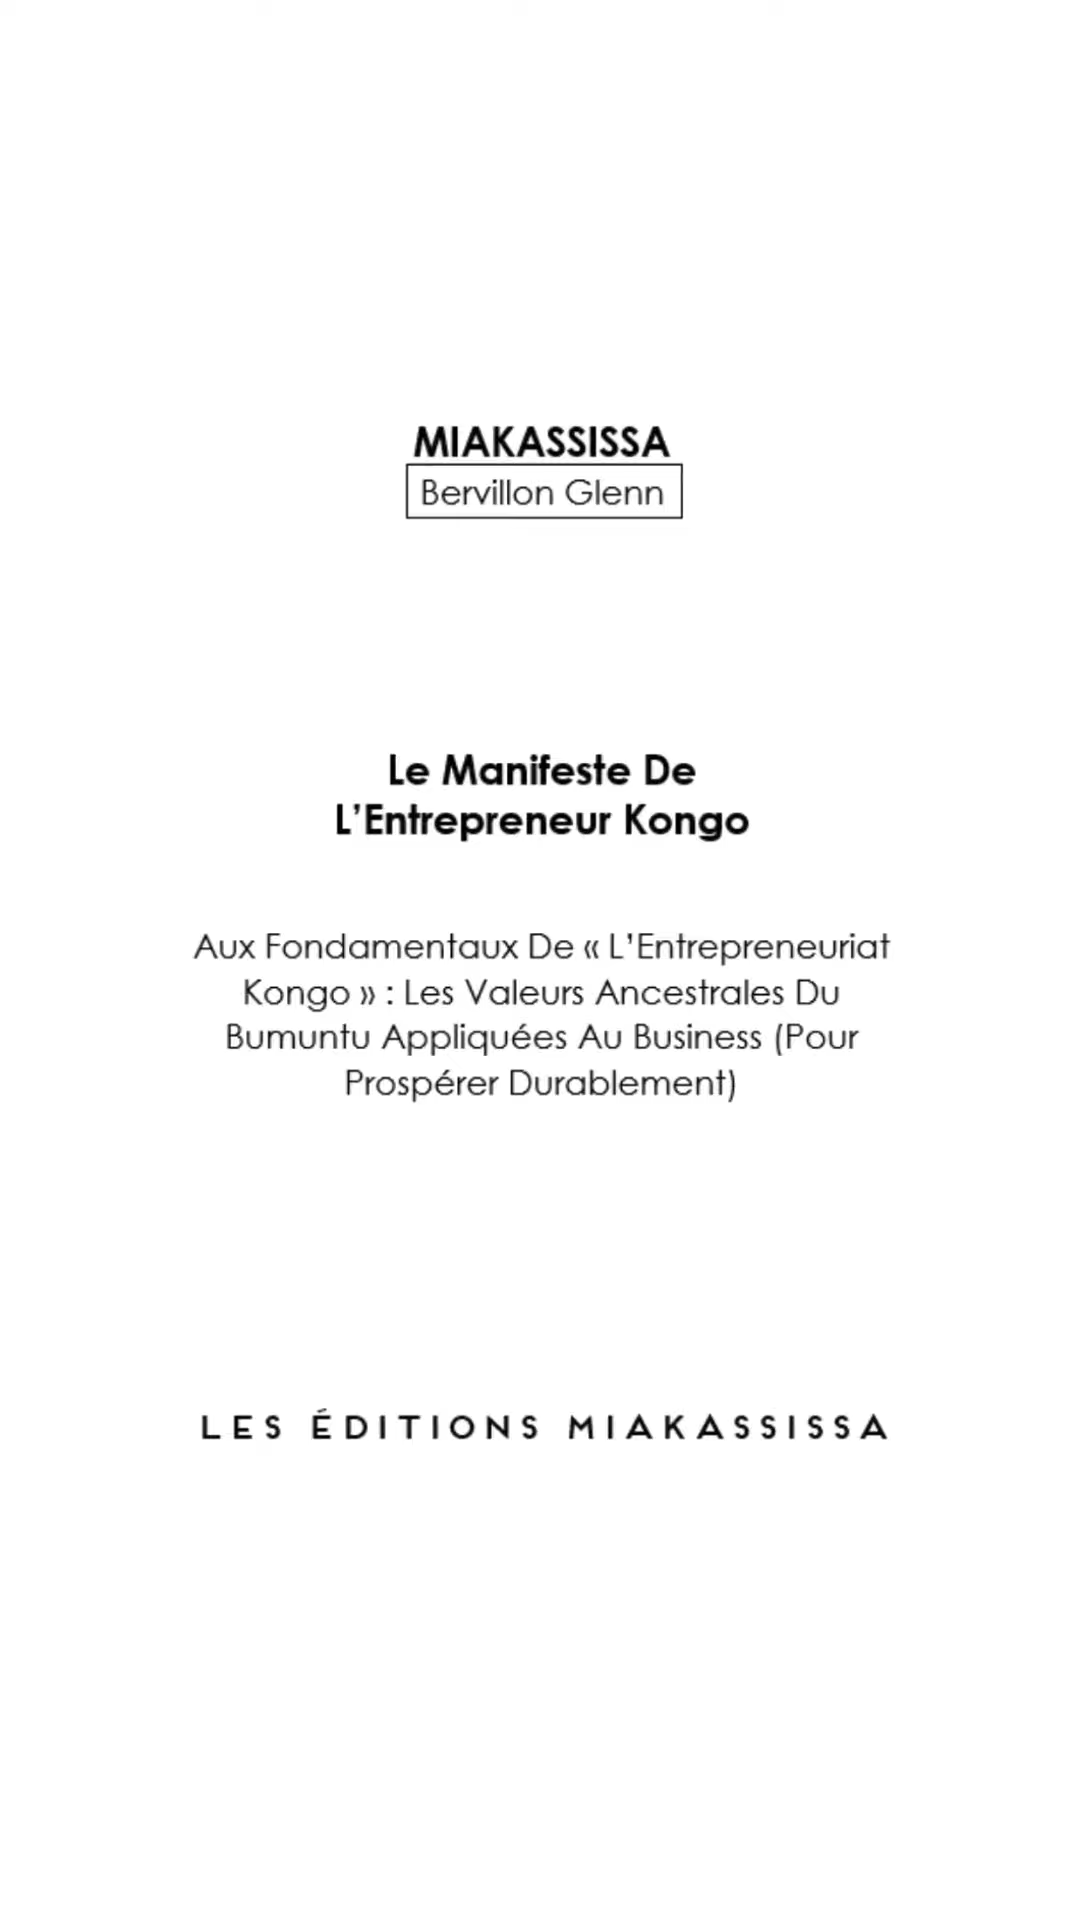 MIAKASSISSA
Bervillon Glenn
Le Manifeste De
L’Entrepreneur Kongo
Aux Fondamentaux De « L’Entrepreneuriat
Kongo » : Les Valeurs Ancestrales Du
Bumuntu Appliquées Au Business (Pour
Prospérer Durablement)
LES ÉDITIONS MIAKASSISSA